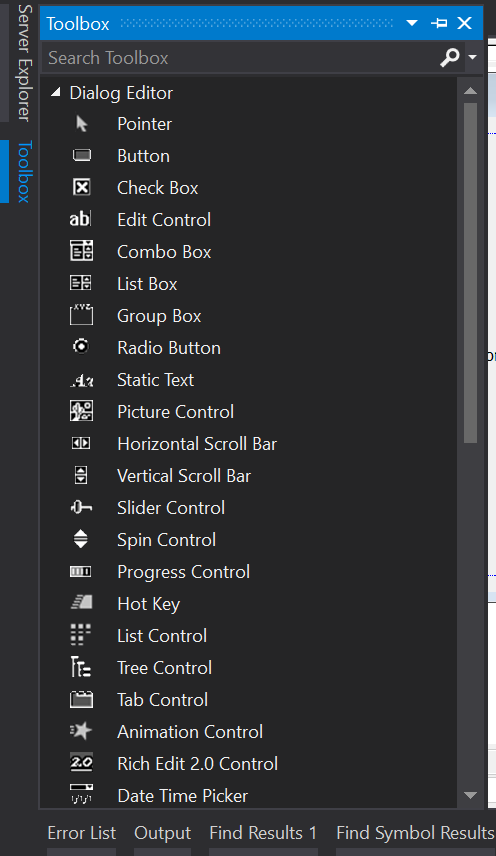 Server Explorer
Toolbox
Toolbox
Search Toolbox
Dialog Editor
Pointer
Button
Check Box
ab Edit Control
Combo Box
List Box
XYZ Group Box
Radio Button
Aa Static Text
Picture Control
Horizontal Scroll Bar
Vertical Scroll Bar
Slider Control
Spin Control
Progress Control
Hot Key
List Control
Tree Control
Tab Control
Animation Control
2.0 Rich Edit 2.0 Control
Date Time Picker
Error List Output Find Results 1 Find Symbol Results